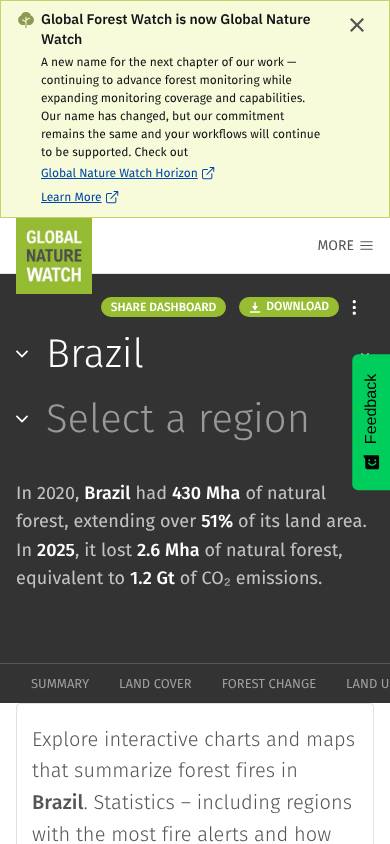 Global Forest Watch is now Global Nature
Watch
A new name for the next chapter of our work —
continuing to advance forest monitoring while
expanding monitoring coverage and capabilities.
Our name has changed, but our commitment
remains the same and your workflows will continue
to be supported. Check out
Global Nature Watch Horizon
Learn More
GLOBAL
NATURE
WATCH
MORE
SHARE DASHBOARD
DOWNLOAD
Brazil
Select a region
Feedback
In 2020, Brazil had 430 Mha of natural
forest, extending over 51% of its land area.
In 2025, it lost 2.6 Mha of natural forest,
equivalent to 1.2 Gt of CO₂ emissions.
SUMMARY LAND COVER FOREST CHANGE LAND U
Explore interactive charts and maps
that summarize forest fires in
Brazil. Statistics – including regions
with the most fire alerts and how